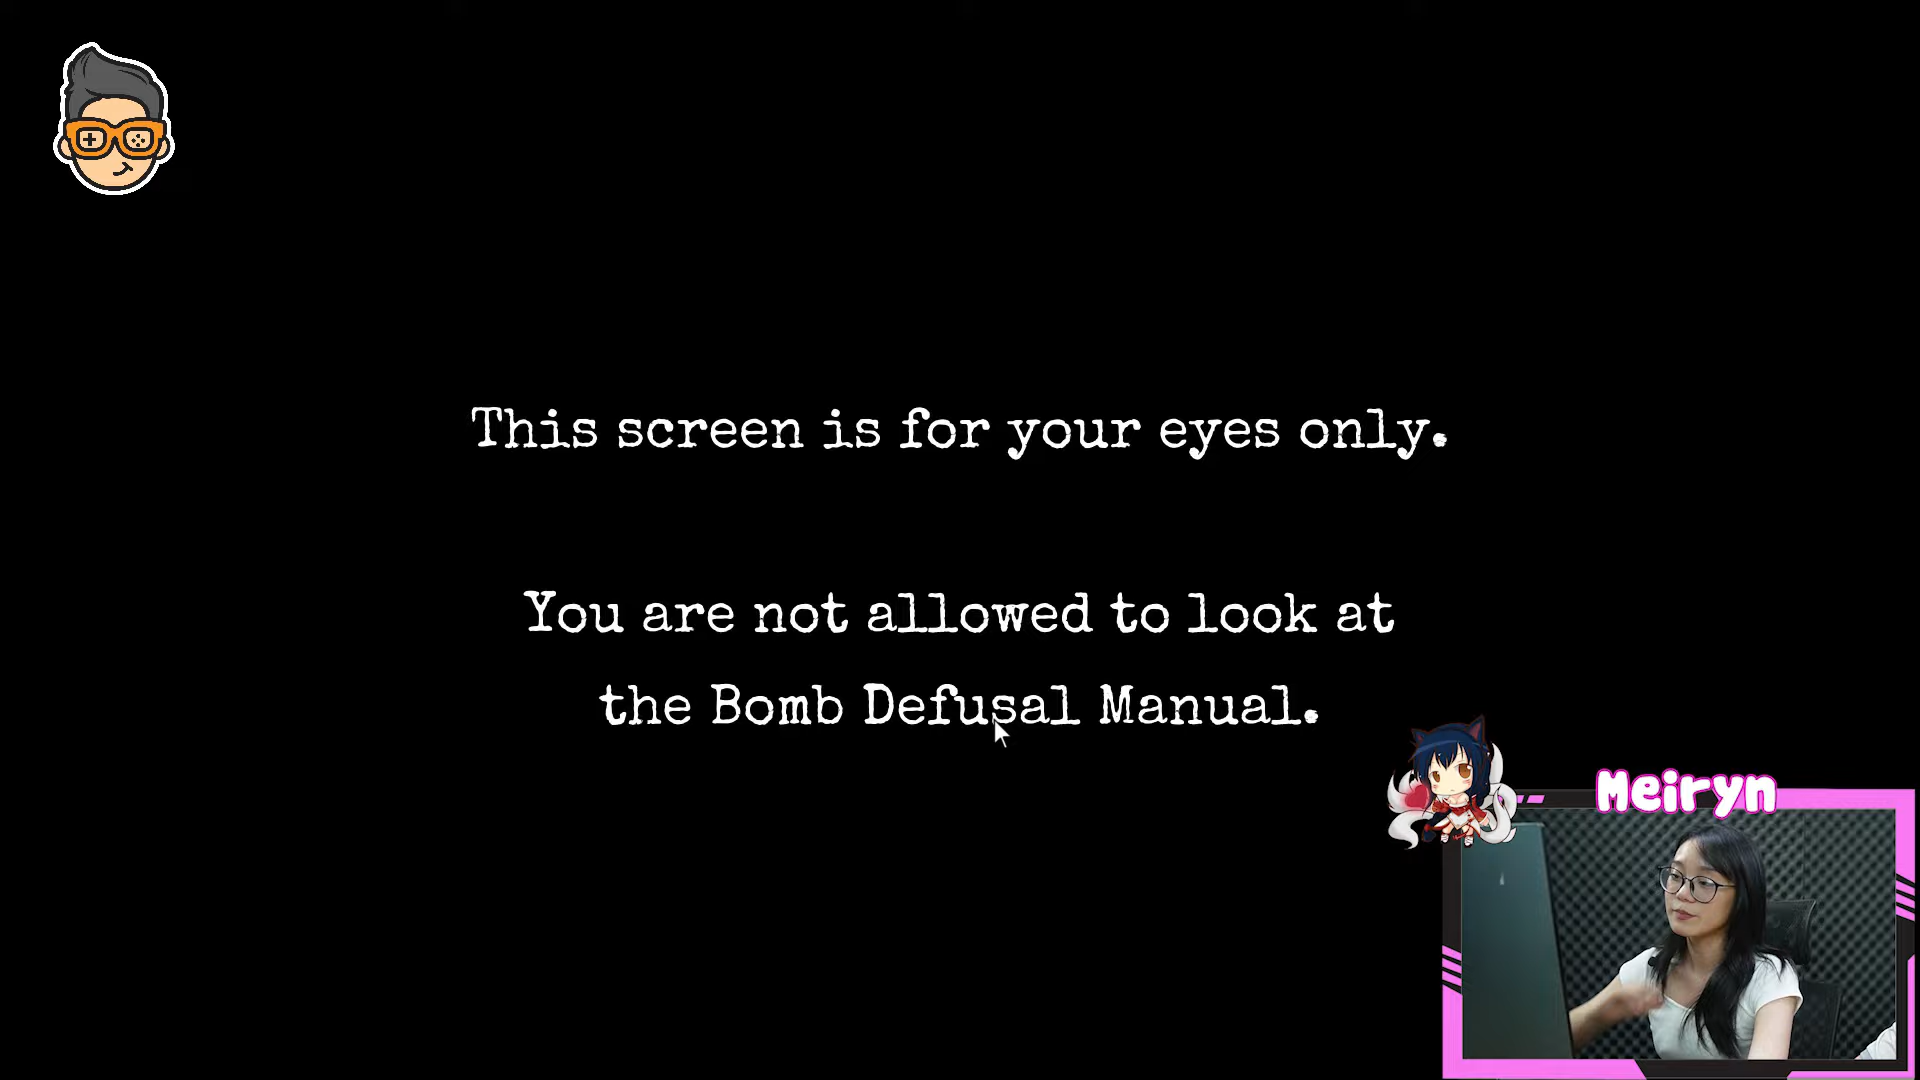 This screen is for your eyes only.
You are not allowed to look at
the Bomb Defusal Manual.
Meiryn